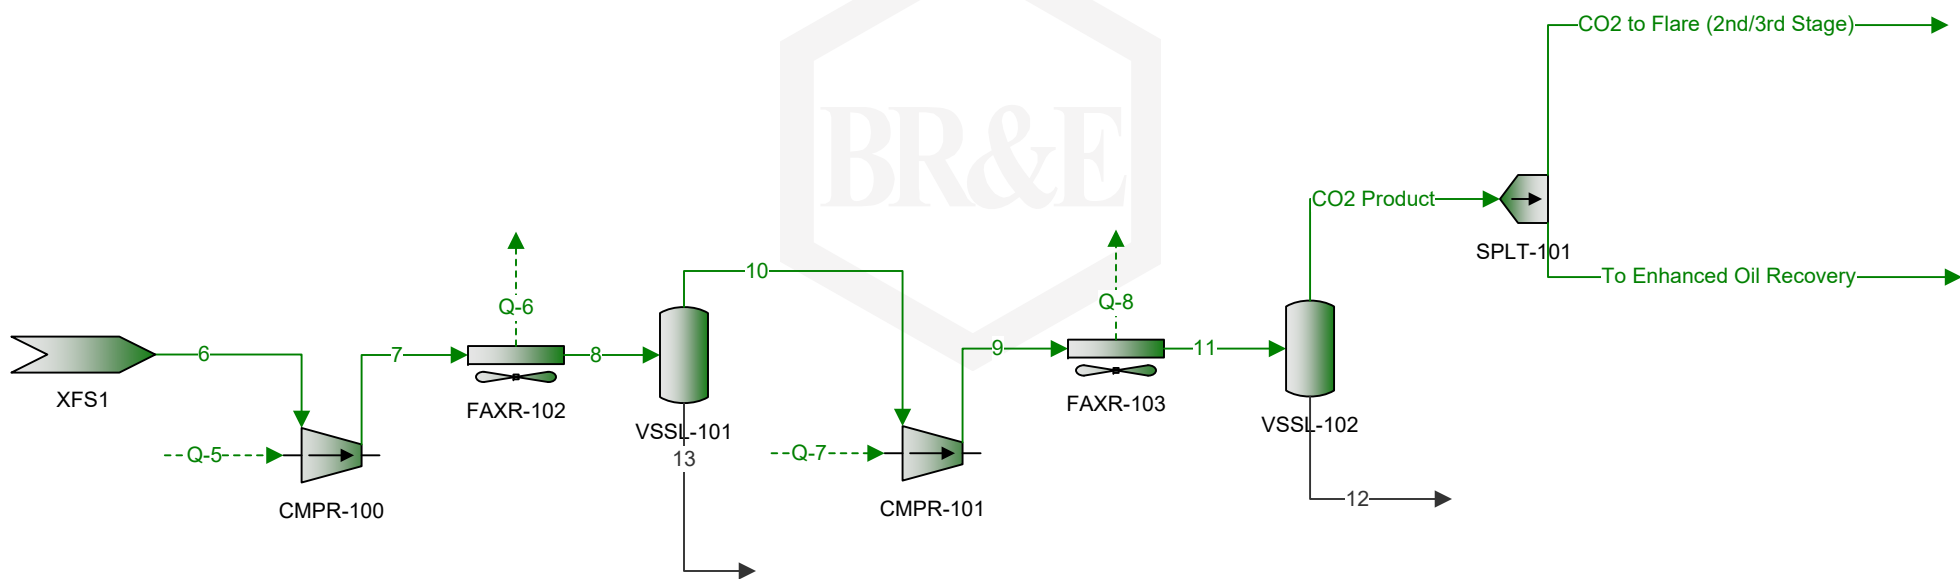 CO2 to Flare (2nd/3rd Stage)
BR&E
CO2 Product
SPLT-101
To Enhanced Oil Recovery
10
Q-6
Q-8
6
7
8
9
11
XFS1
FAXR-102
FAXR-103
VSSL-101
VSSL-102
Q-5
13
Q-7
12
CMPR-100
CMPR-101